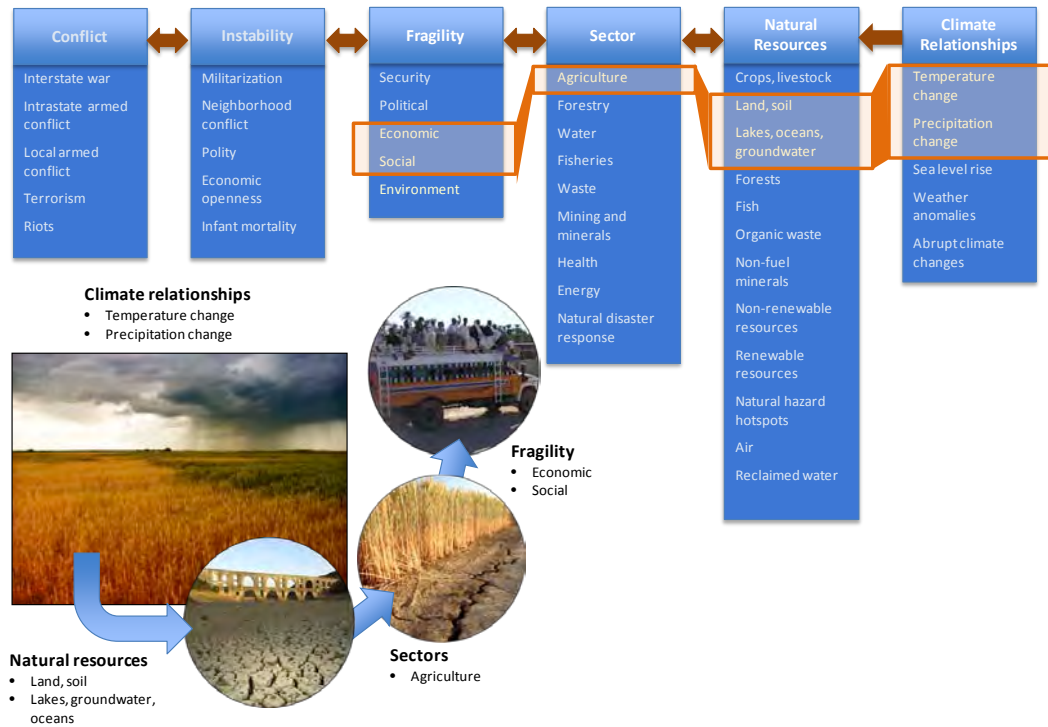 Conflict
Interstate war
Intrastate armed
conflict
Local armed
conflict
Terrorism
Riots
Instability
Militarization
Neighborhood
conflict
Polity
Economic
openness
Infant mortality
Fragility
Security
Political
Economic
Social
Environment
Sector
Agriculture
Forestry
Water
Fisheries
Waste
Mining and
minerals
Health
Energy
Natural disaster
response
Natural
Resources
Crops, livestock
Land, soil
Lakes, oceans,
groundwater
Forests
Fish
Organic waste
Non-fuel
minerals
Non-renewable
resources
Renewable
resources
Natural hazard
hotspots
Air
Reclaimed water
Climate
Relationships
Temperature
change
Precipitation
change
Sea level rise
Weather
anomalies
Abrupt climate
changes
Climate relationships
• Temperature change
• Precipitation change
Natural resources
• Land, soil
• Lakes, groundwater,
oceans
Sectors
• Agriculture
Fragility
• Economic
• Social